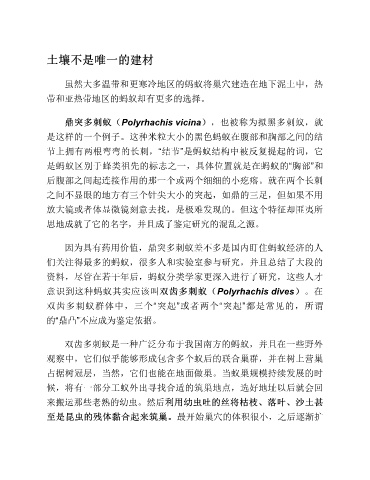 土壤不是唯一的建材
虽然大多温带和更寒冷地区的蚂蚁将巢穴建造在地下泥土中，热
带和亚热带地区的蚂蚁却有更多的选择。
鼎突多刺蚁（Polyrhachis vicina），也被称为拟黑多刺蚁，就
是这样的一个例子。这种米粒大小的黑色蚂蚁在腹部和胸部之间的结
节上拥有两根弯弯的长刺，“结节”是蚂蚁结构中被反复提起的词，它
是蚂蚁区别于蜂类祖先的标志之一，具体位置就是在蚂蚁的“胸部”和
后腹部之间起连接作用的那一个或两个细细的小疙瘩。就在两个长刺
之间不显眼的地方有三个针尖大小的突起，如鼎的三足，但如果不用
放大镜或者体显微镜刻意去找，是极难发现的。但这个特征却匪夷所
思地成就了它的名字，并且成了鉴定研究的混乱之源。
因为具有药用价值，鼎突多刺蚁差不多是国内盯住蚂蚁经济的人
们关注得最多的蚂蚁，很多人和实验室参与研究，并且总结了大段的
资料，尽管在若干年后，蚂蚁分类学家更深入进行了研究，这些人才
意识到这种蚂蚁其实应该叫双齿多刺蚁（Polyrhachis dives）。在
双齿多刺蚁群体中，三个“突起”或者两个“突起”都是常见的，所谓
的“鼎凸”不应成为鉴定依据。
双齿多刺蚁是一种广泛分布于我国南方的蚂蚁，并且在一些野外
观察中，它们似乎能够形成包含多个蚁后的联合巢群，并在树上营巢
占据树冠层，当然，它们也能在地面做巢。当蚁巢规模持续发展的时
候，将有一部分工蚁外出寻找合适的筑巢地点，选好地址以后就会回
来搬运那些老熟的幼虫。然后利用幼虫吐的丝将枯枝、落叶、沙土甚
至是昆虫的残体黏合起来筑巢。最开始巢穴的体积很小，之后逐渐扩